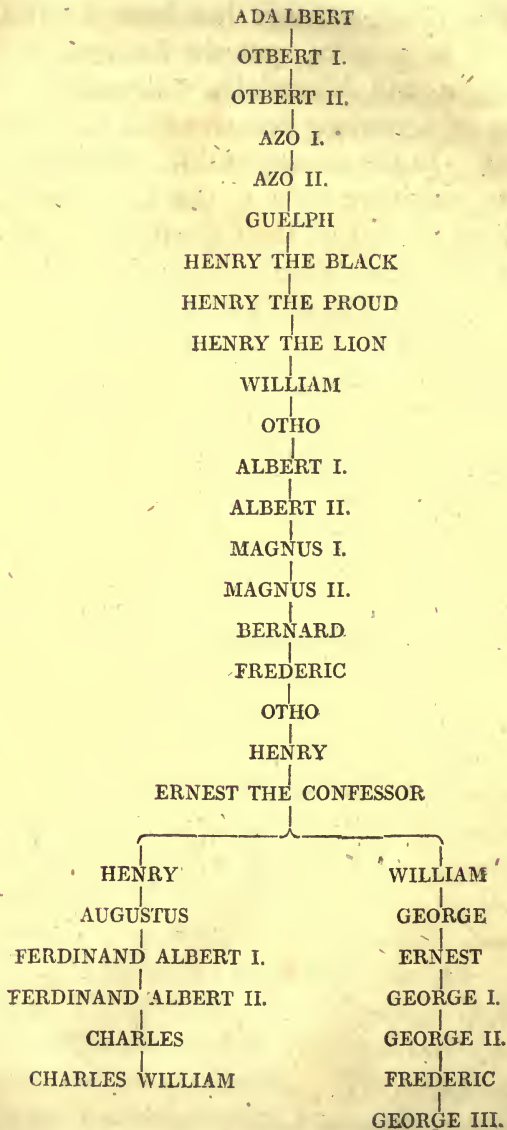 ADALBERT
OTBERT I.
OTBERT II.
AZO I.
AZO II.
GUELPH
HENRY THE BLACK
HENRY THE PROUD
HENRY THE LION
WILLIAM
OTHO
ALBERT I.
ALBERT II.
MAGNUS I.
MAGNUS II.
BERNARD
FREDERIC
OTHO
HENRY
ERNEST THE CONFESSOR
HENRY WILLIAM
AUGUSTUS GEORGE
FERDINAND ALBERT I. ERNEST
FERDINAND ALBERT II. GEORGE I.
CHARLES GEORGE II.
CHARLES WILLIAM FREDERIC
GEORGE III.